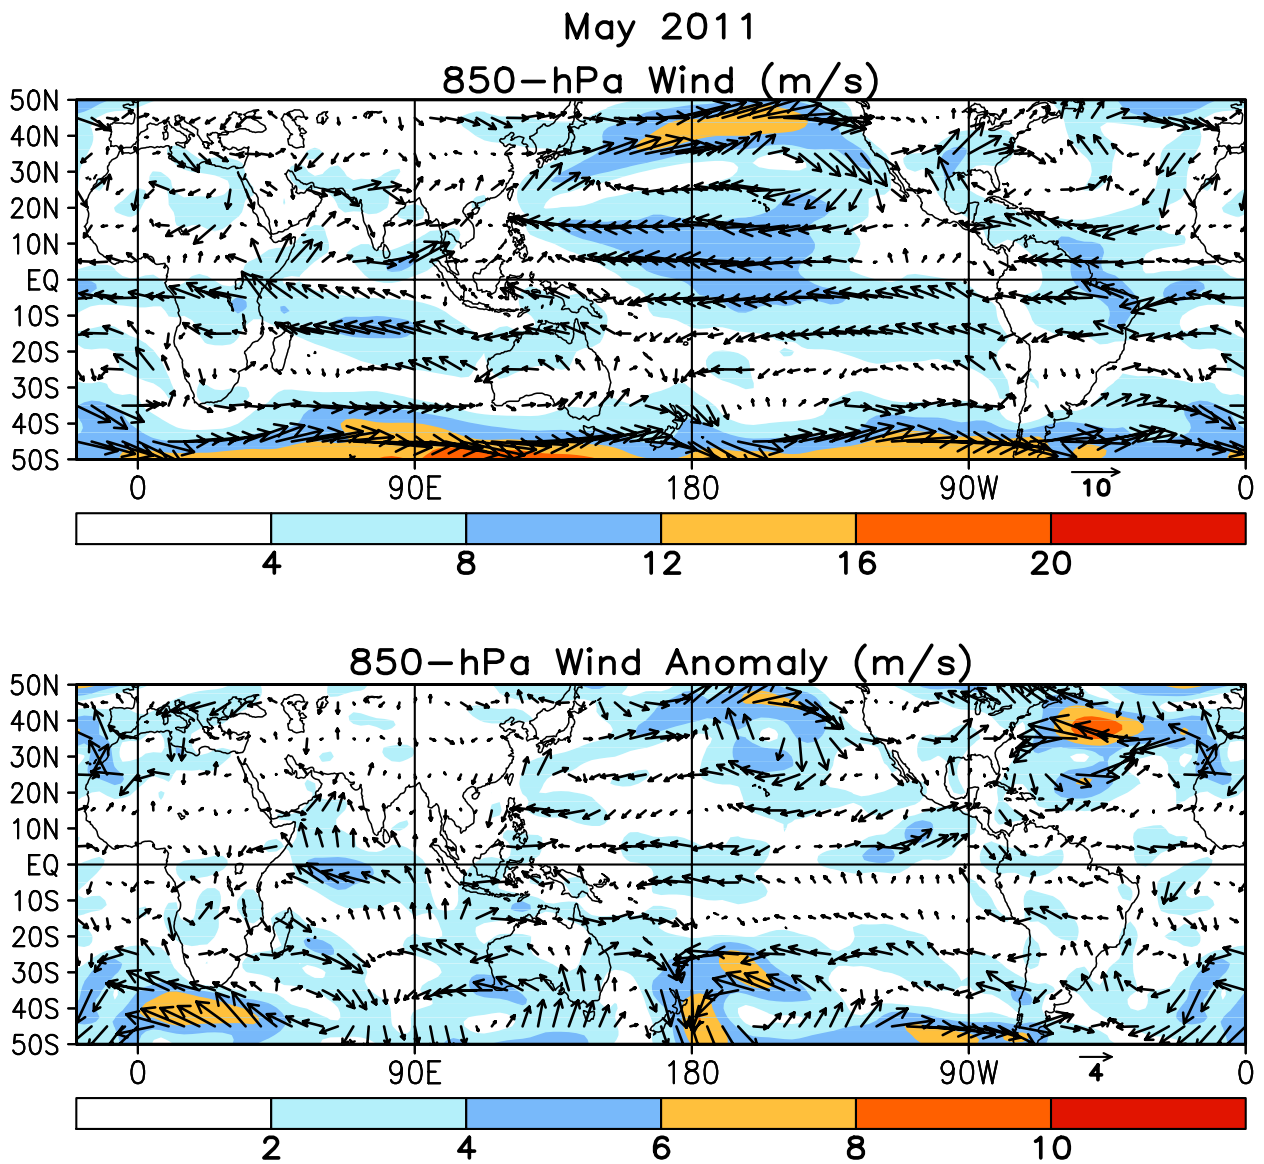 May 2011
850-hPa Wind (m/s)
50N
40N
30N
20N
10N
EQ
10S
20S
30S
40S
50S
0 90E 180 90W 0
10
4 8 12 16 20
850-hPa Wind Anomaly (m/s)
50N
40N
30N
20N
10N
EQ
10S
20S
30S
40S
50S
0 90E 180 90W 0
4
2 4 6 8 10